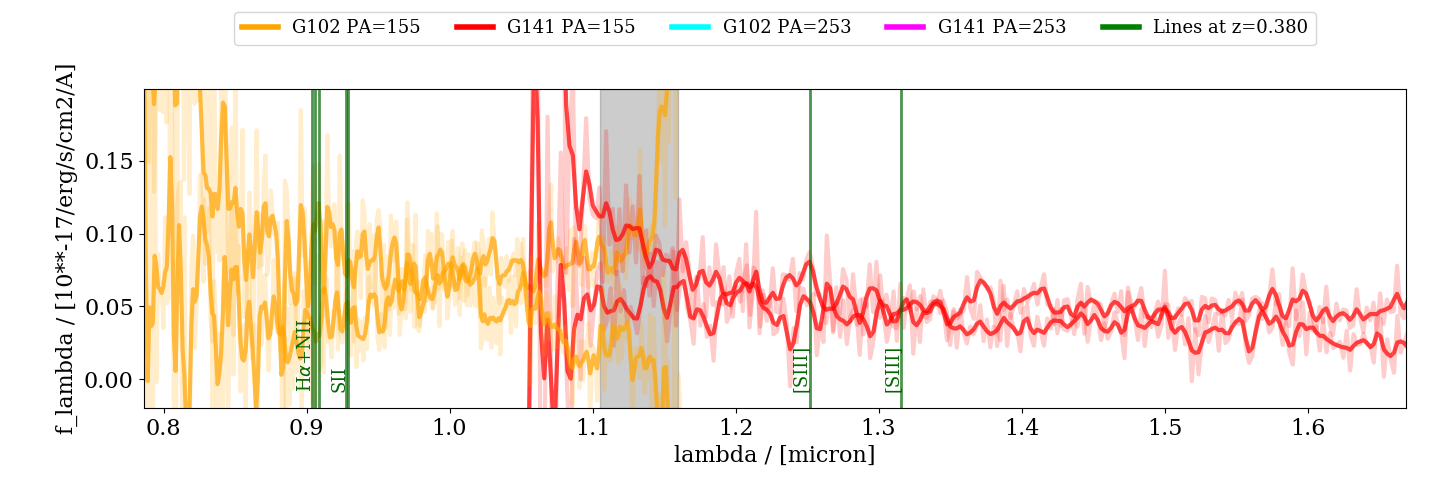 G102 PA=155 G141 PA=155 G102 PA=253 G141 PA=253 Lines at z=0.380
f_lambda / [10**-17/erg/s/cm2/A]
0.15
0.10
0.05
0.00
Hα+NII
SII
[SIII]
[SIII]
0.8 0.9 1.0 1.1 1.2 1.3 1.4 1.5 1.6
lambda / [micron]